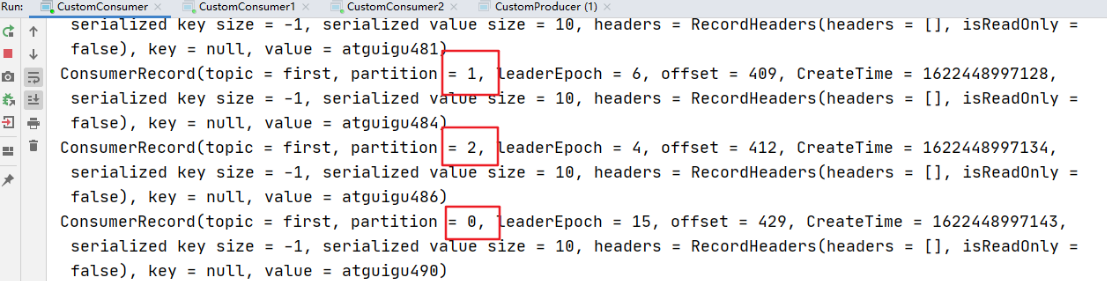 Run: CustomConsumer × CustomConsumer1 × CustomConsumer2 × CustomProducer (1) ×
serialized key size = -1, serialized value size = 10, headers = RecordHeaders(headers = [], isReadOnly =
false), key = null, value = atguigu481)
ConsumerRecord(topic = first, partition = 1, leaderEpoch = 6, offset = 409, CreateTime = 1622448997128,
serialized key size = -1, serialized value size = 10, headers = RecordHeaders(headers = [], isReadOnly =
false), key = null, value = atguigu484)
ConsumerRecord(topic = first, partition = 2, leaderEpoch = 4, offset = 412, CreateTime = 1622448997134,
serialized key size = -1, serialized value size = 10, headers = RecordHeaders(headers = [], isReadOnly =
false), key = null, value = atguigu486)
ConsumerRecord(topic = first, partition = 0, leaderEpoch = 15, offset = 429, CreateTime = 1622448997143,
serialized key size = -1, serialized value size = 10, headers = RecordHeaders(headers = [], isReadOnly =
false), key = null, value = atguigu490)